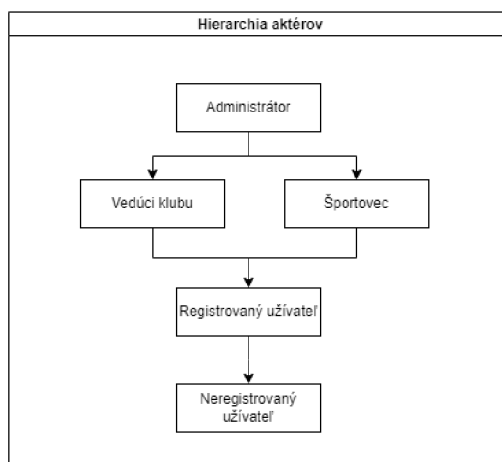 Hierarchia aktérov
Administrátor
Vedúci klubu
Športovec
Registrovaný užívateľ
Neregistrovaný
užívateľ